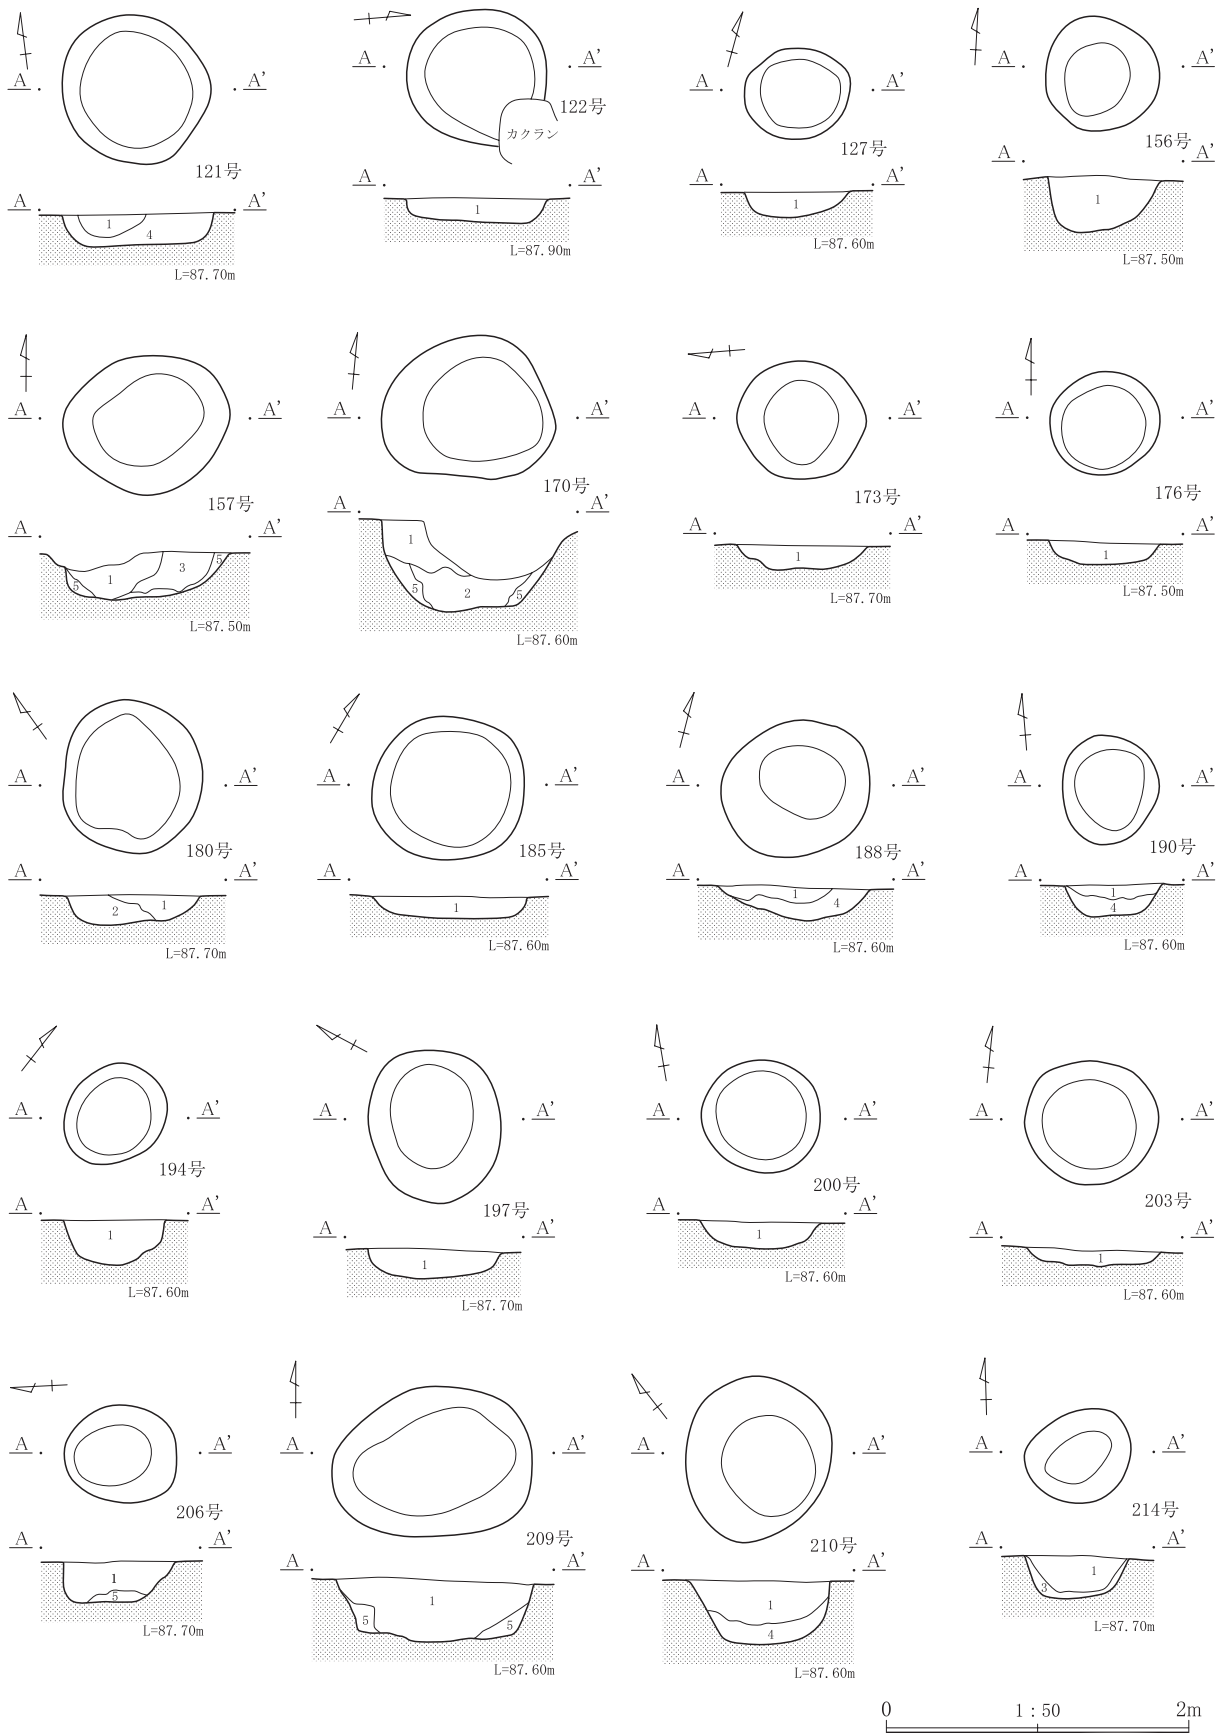 A A'
121号
A A'
1 4
L=87.70m
A A'
122号
カクラン
A A'
1
L=87.90m
A A'
127号
A A'
1
L=87.60m
A A'
156号
A A'
1
L=87.50m
A A'
157号
A A'
5 1 3 5
L=87.50m
A A'
170号
A A'
1
5 2 5
L=87.60m
A A'
173号
A A'
1
L=87.70m
A A'
176号
A A'
1
L=87.50m
A A'
180号
A A'
2 1
L=87.70m
A A'
185号
A A'
1
L=87.60m
A A'
188号
A A'
1 4
L=87.60m
A A'
190号
A A'
1
4
L=87.60m
A A'
194号
A A'
1
L=87.60m
A A'
197号
A A'
1
L=87.70m
A A'
200号
A A'
1
L=87.60m
A A'
203号
A A'
1
L=87.60m
A A'
206号
A A'
1
5
L=87.70m
A A'
209号
A A'
1
5 5
L=87.60m
A A'
210号
A A'
1
4
L=87.60m
A A'
214号
A A'
1
3
L=87.70m
0 1:50 2m